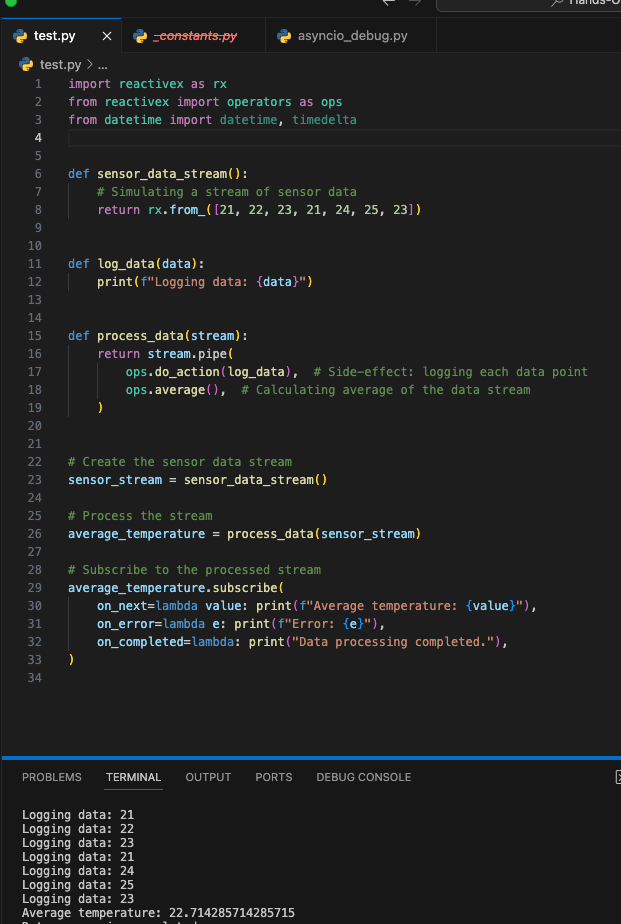 Hands-O
test.py
_constants.py
asyncio_debug.py
test.py > ...
1 import reactivex as rx
2 from reactivex import operators as ops
3 from datetime import datetime, timedelta
4
5
6 def sensor_data_stream():
7     # Simulating a stream of sensor data
8     return rx.from_([21, 22, 23, 21, 24, 25, 23])
9
10
11 def log_data(data):
12     print(f"Logging data: {data}")
13
14
15 def process_data(stream):
16     return stream.pipe(
17         ops.do_action(log_data),  # Side-effect: logging each data point
18         ops.average(),  # Calculating average of the data stream
19     )
20
21
22 # Create the sensor data stream
23 sensor_stream = sensor_data_stream()
24
25 # Process the stream
26 average_temperature = process_data(sensor_stream)
27
28 # Subscribe to the processed stream
29 average_temperature.subscribe(
30     on_next=lambda value: print(f"Average temperature: {value}"),
31     on_error=lambda e: print(f"Error: {e}"),
32     on_completed=lambda: print("Data processing completed."),
33 )
34
PROBLEMS TERMINAL OUTPUT PORTS DEBUG CONSOLE
Logging data: 21
Logging data: 22
Logging data: 23
Logging data: 21
Logging data: 24
Logging data: 25
Logging data: 23
Average temperature: 22.714285714285715